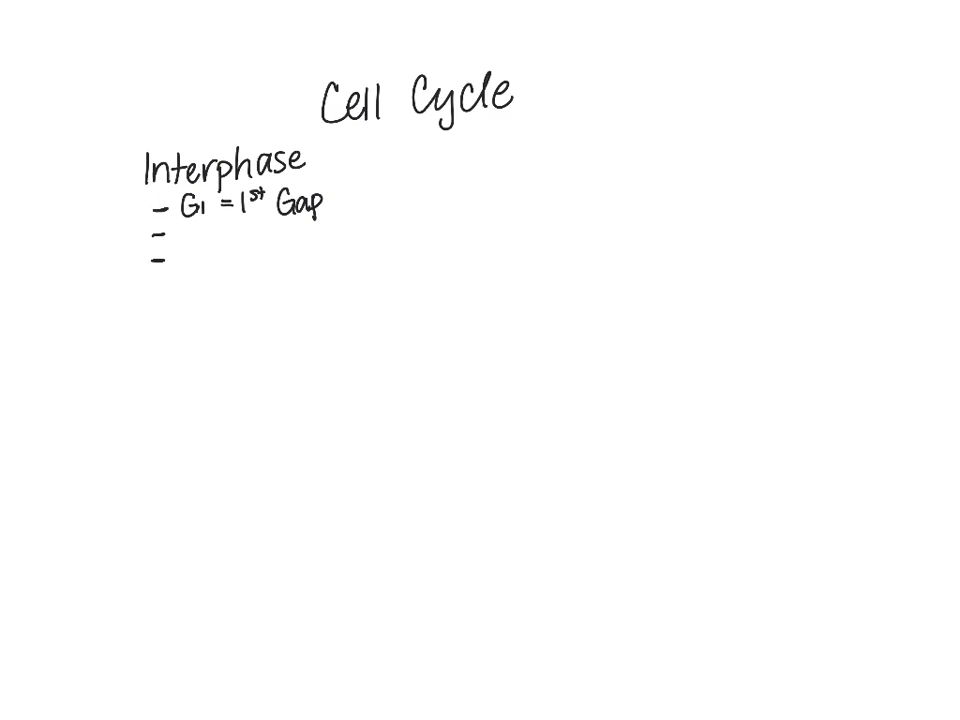 Cell Cycle
Interphase
- G1 = 1st Gap
-
-